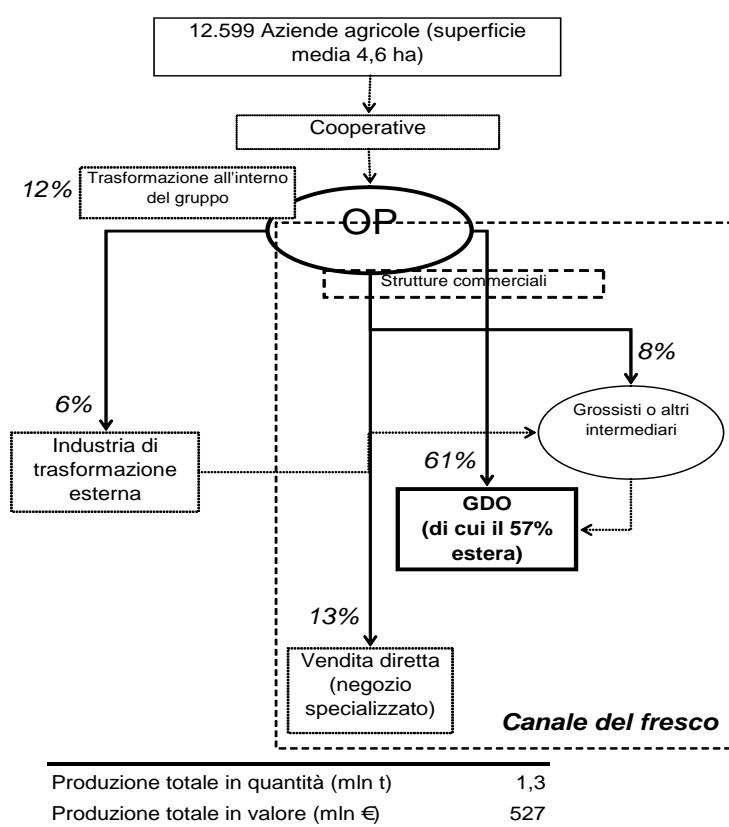 12.599 Aziende agricole (superficie
media 4,6 ha)
Cooperative
12%
Trasformazione all'interno
del gruppo
OP
Strutture commerciali
8%
6%
Grossisti o altri
intermediari
Industria di
trasformazione
esterna
61%
GDO
(di cui il 57%
estera)
13%
Vendita diretta
(negozio
specializzato)
Canale del fresco
Produzione totale in quantità (mln t) 1,3
Produzione totale in valore (mln €) 527